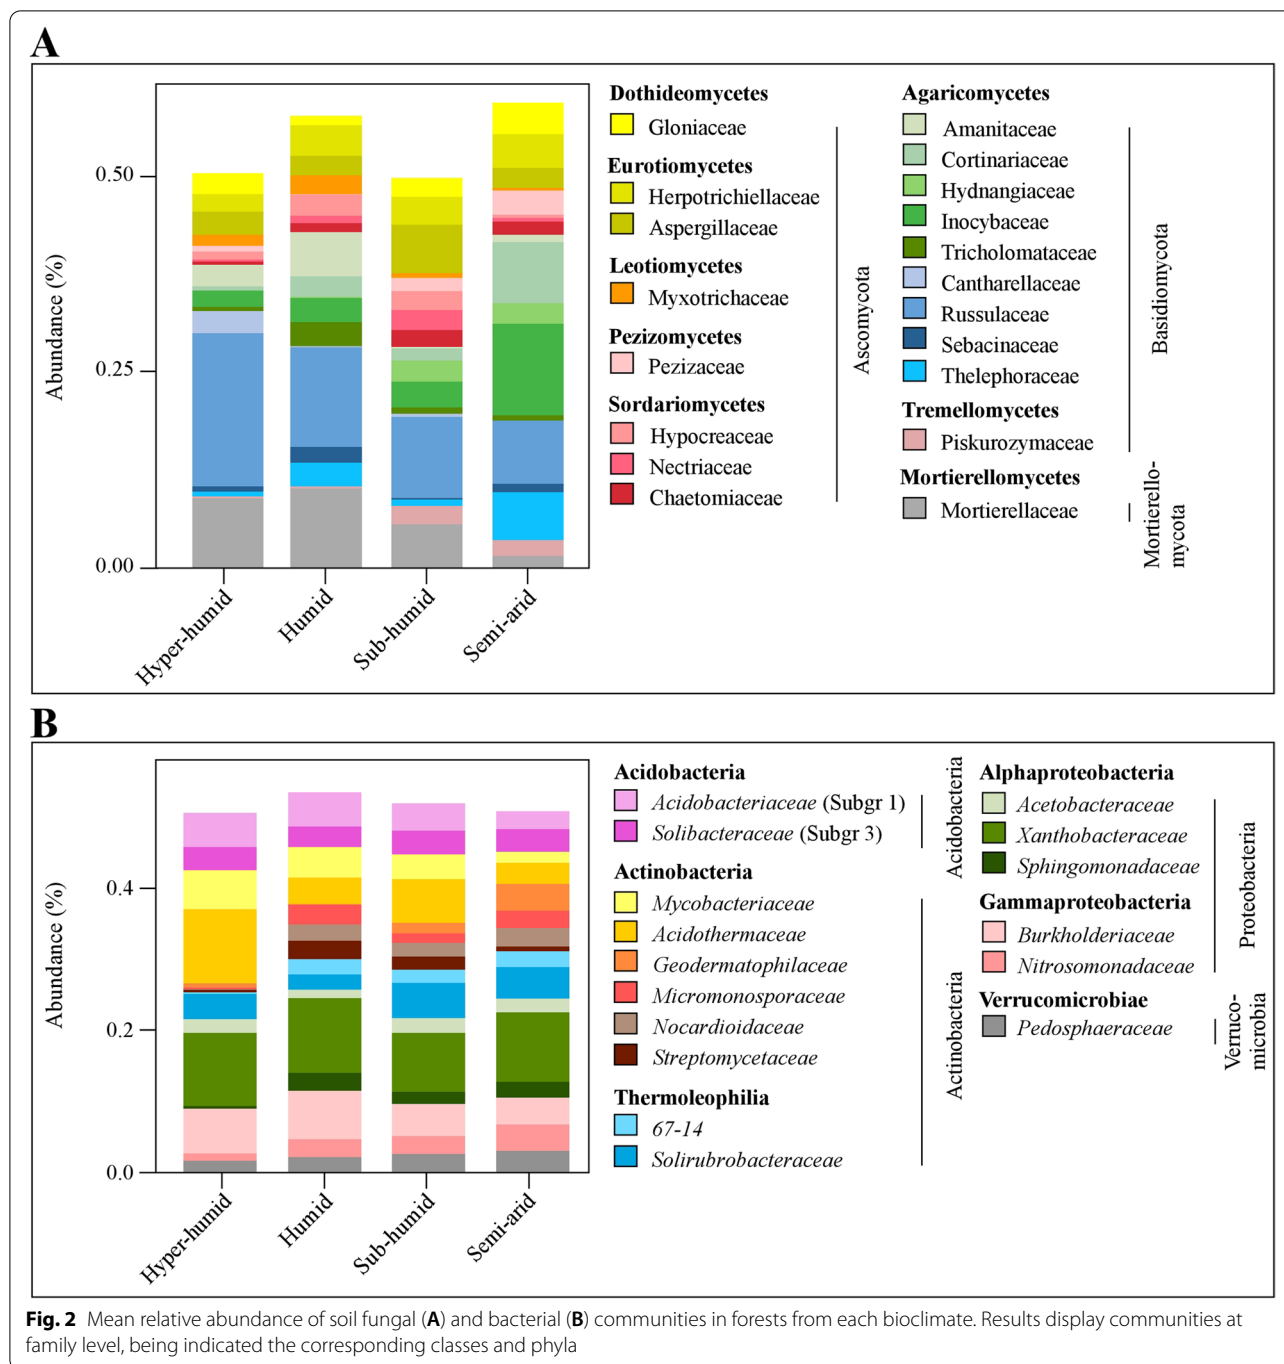 A
Abundance (%)
0.50
0.25
0.00
Hyper-humid
Humid
Sub-humid
Semi-arid
Dothideomycetes
Gloniaceae
Eurotiomycetes
Herpotrichiellaceae
Aspergillaceae
Leotiomycetes
Myxotrichaceae
Pezizomycetes
Pezizaceae
Sordariomycetes
Hypocreaceae
Nectriaceae
Chaetomiaceae
Ascomycota
Agaricomycetes
Amanitaceae
Cortinariaceae
Hydnangiaceae
Inocybaceae
Tricholomataceae
Cantharellaceae
Russulaceae
Sebacinaceae
Thelephoraceae
Tremellomycetes
Piskurozymaceae
Basidiomycota
Mortierellomycetes
Mortierellaceae
Mortierello-
mycota
B
Abundance (%)
0.4
0.2
0.0
Hyper-humid
Humid
Sub-humid
Semi-arid
Acidobacteria
Acidobacteriaceae (Subgr 1)
Solibacteraceae (Subgr 3)
Acidobacteria
Actinobacteria
Mycobacteriaceae
Acidothermaceae
Geodermatophilaceae
Micromonosporaceae
Nocardioidaceae
Streptomycetaceae
Thermoleophilia
67-14
Solirubrobacteraceae
Actinobacteria
Alphaproteobacteria
Acetobacteraceae
Xanthobacteraceae
Sphingomonadaceae
Gammaproteobacteria
Burkholderiaceae
Nitrosomonadaceae
Proteobacteria
Verrucomicrobiae
Pedosphaeraceae
Verruco-
microbia
Fig. 2 Mean relative abundance of soil fungal (A) and bacterial (B) communities in forests from each bioclimate. Results display communities at
family level, being indicated the corresponding classes and phyla